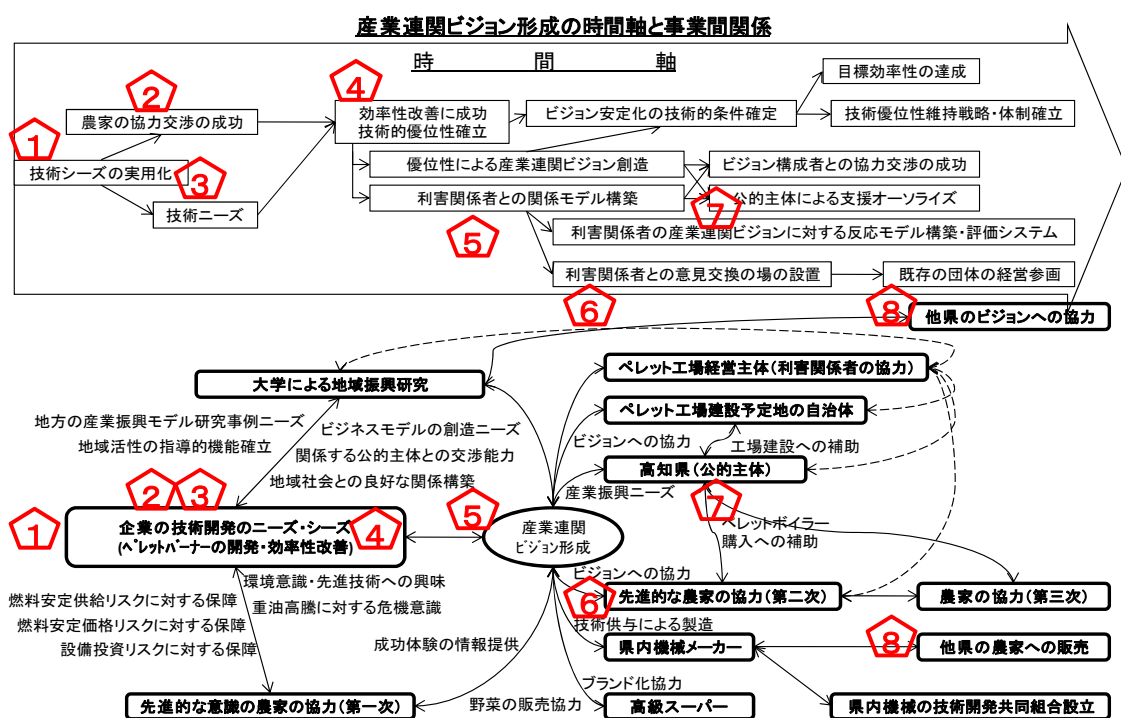 産業連関ビジョン形成の時間軸と事業間関係
時間軸
目標効率性の達成
④
②
効率性改善に成功
技術的優位性確立
ビジョン安定化の技術的条件確定
技術優位性維持戦略・体制確立
農家の協力交渉の成功
①
優位性による産業連関ビジョン創造
ビジョン構成者との協力交渉の成功
技術シーズの実用化
③
利害関係者との関係モデル構築
⑦
公的主体による支援オーソライズ
技術ニーズ
⑤
利害関係者の産業連関ビジョンに対する反応モデル構築・評価システム
利害関係者との意見交換の場の設置
既存の団体の経営参画
⑥
⑧
他県のビジョンへの協力
大学による地域振興研究
ペレット工場経営主体(利害関係者の協力)
地方の産業振興モデル研究事例ニーズ
地域活性の指導的機能確立
ビジネスモデルの創造ニーズ
関係する公的主体との交渉能力
地域社会との良好な関係構築
ペレット工場建設予定地の自治体
ビジョンへの協力
工場建設への補助
高知県(公的主体)
産業振興ニーズ
②
③
①
企業の技術開発のニーズ・シーズ
(ペレットバーナーの開発・効率性改善)
④
⑤
産業連関
ビジョン形成
⑦
ペレットボイラー
購入への補助
環境意識・先進技術への興味
重油高騰に対する危機意識
燃料安定供給リスクに対する保障
燃料安定価格リスクに対する保障
設備投資リスクに対する保障
ビジョンへの協力
⑥
先進的な農家の協力(第二次)
農家の協力(第三次)
技術供与による製造
成功体験の情報提供
県内機械メーカー
⑧
他県の農家への販売
ブランド化協力
先進的な意識の農家の協力(第一次)
野菜の販売協力
高級スーパー
県内機械の技術開発共同組合設立